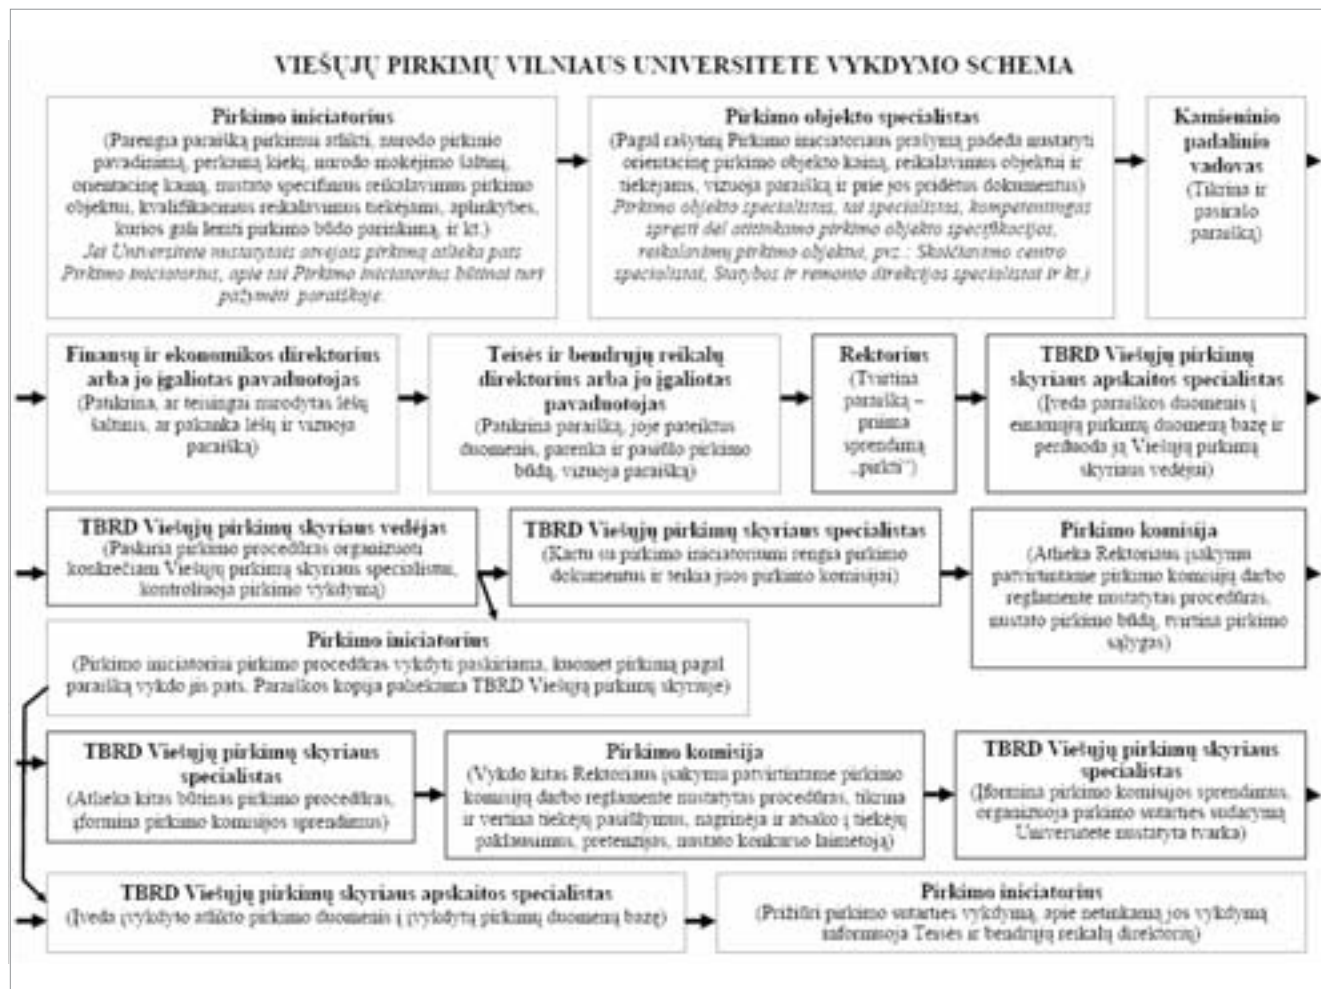 VIEŠŲJŲ PIRKIMŲ VILNIAUS UNIVERSITETE VYKDYMO SCHEMA
Pirkimo iniciatorius
(Parengia paraišką pirkimui atlikti, nurodo pirkinio
pavadinimą, perkamą kiekį, nurodo mokėjimo šaltinį,
orientacinę kainą, nustato specifinius reikalavimus pirkimo
objektui, kvalifikacinius reikalavimus tiekėjams, aplinkybes,
kurios gali lemti pirkimo būdo parinkimą, ir kt.)
Jei Universiteto nustatytais atvejais pirkimą atlieka pats
Pirkimo iniciatorius, apie tai Pirkimo iniciatorius būtinai turi
pažymėti paraiškoje.
Pirkimo objekto specialistas
(Pagal rašytinį Pirkimo iniciatoriaus prašymą padeda nustatyti
orientacinę pirkimo objekto kainą, reikalavimus objektui ir
tiekėjams, vizuoja paraišką ir prie jos pridėtus dokumentus)
Pirkimo objekto specialistas, tai specialistas, kompetentingas
spręsti dėl atitinkamo pirkimo objekto specifikacijos,
reikalavimų pirkimo objektui, pvz.: Skaičiavimo centro
specialistai, Statybos ir remonto direkcijos specialistai ir kt.)
Kamieninio
padalinio
vadovas
(Tikrina ir
pasirašo
paraišką)
Finansų ir ekonomikos direktorius
arba jo įgaliotas pavaduotojas
(Patikrina, ar teisingai nurodytas lėšų
šaltinis, ar pakanka lėšų ir vizuoja
paraišką)
Teisės ir bendrųjų reikalų
direktorius arba jo įgaliotas
pavaduotojas
(Patikrina paraišką, joje pateiktus
duomenis, parenka ir pasiūlo pirkimo
būdą, vizuoja paraišką)
Rektorius
(Tvirtina
paraišką –
priima
sprendimą
„pirkti“)
TBRD Viešųjų pirkimų
skyriaus apskaitos specialistas
(Įveda paraiškos duomenis į
einamųjų pirkimų duomenų bazę ir
perduoda ją Viešųjų pirkimų
skyriaus vedėjui)
TBRD Viešųjų pirkimų skyriaus vedėjas
(Paskiria pirkimo procedūras organizuoti
konkrečiam Viešųjų pirkimų skyriaus specialistui,
kontroliuoja pirkimo vykdymą)
TBRD Viešųjų pirkimų skyriaus specialistas
(Kartu su pirkimo iniciatoriumi rengia pirkimo
dokumentus ir teikia juos pirkimo komisijai)
Pirkimo komisija
(Atlieka Rektoriaus įsakymu
patvirtintame pirkimo komisijų darbo
reglamente nustatytas procedūras,
nustato pirkimo būdą, tvirtina pirkimo
sąlygas)
Pirkimo iniciatorius
(Pirkimo iniciatorius pirkimo procedūras vykdyti paskiriama, kuomet pirkimą pagal
paraišką vykdo jis pats. Paraiškos kopija paliekama TBRD Viešųjų pirkimų skyriuje)
TBRD Viešųjų pirkimų skyriaus
specialistas
(Atlieka kitas būtinas pirkimo procedūras,
įformina pirkimo komisijos sprendimus)
Pirkimo komisija
(Vykdo kitas Rektoriaus įsakymu patvirtintame pirkimo
komisijų darbo reglamente nustatytas procedūras, tikrina
ir vertina tiekėjų pasiūlymus, nagrinėja ir atsako į tiekėjų
paklausimus, pretenzijas, nustato konkurso laimėtoją)
TBRD Viešųjų pirkimų skyriaus
specialistas
(Įformina pirkimo komisijos sprendimus,
organizuoja pirkimo sutarties sudarymą
Universitete nustatyta tvarka)
TBRD Viešųjų pirkimų skyriaus apskaitos specialistas
(Įveda įvykdyto atlikto pirkimo duomenis į įvykdytų pirkimų duomenų bazę)
Pirkimo iniciatorius
(Prižiūri pirkimo sutarties vykdymą, apie netinkamą jos vykdymą
informuoja Teisės ir bendrųjų reikalų direktorių)